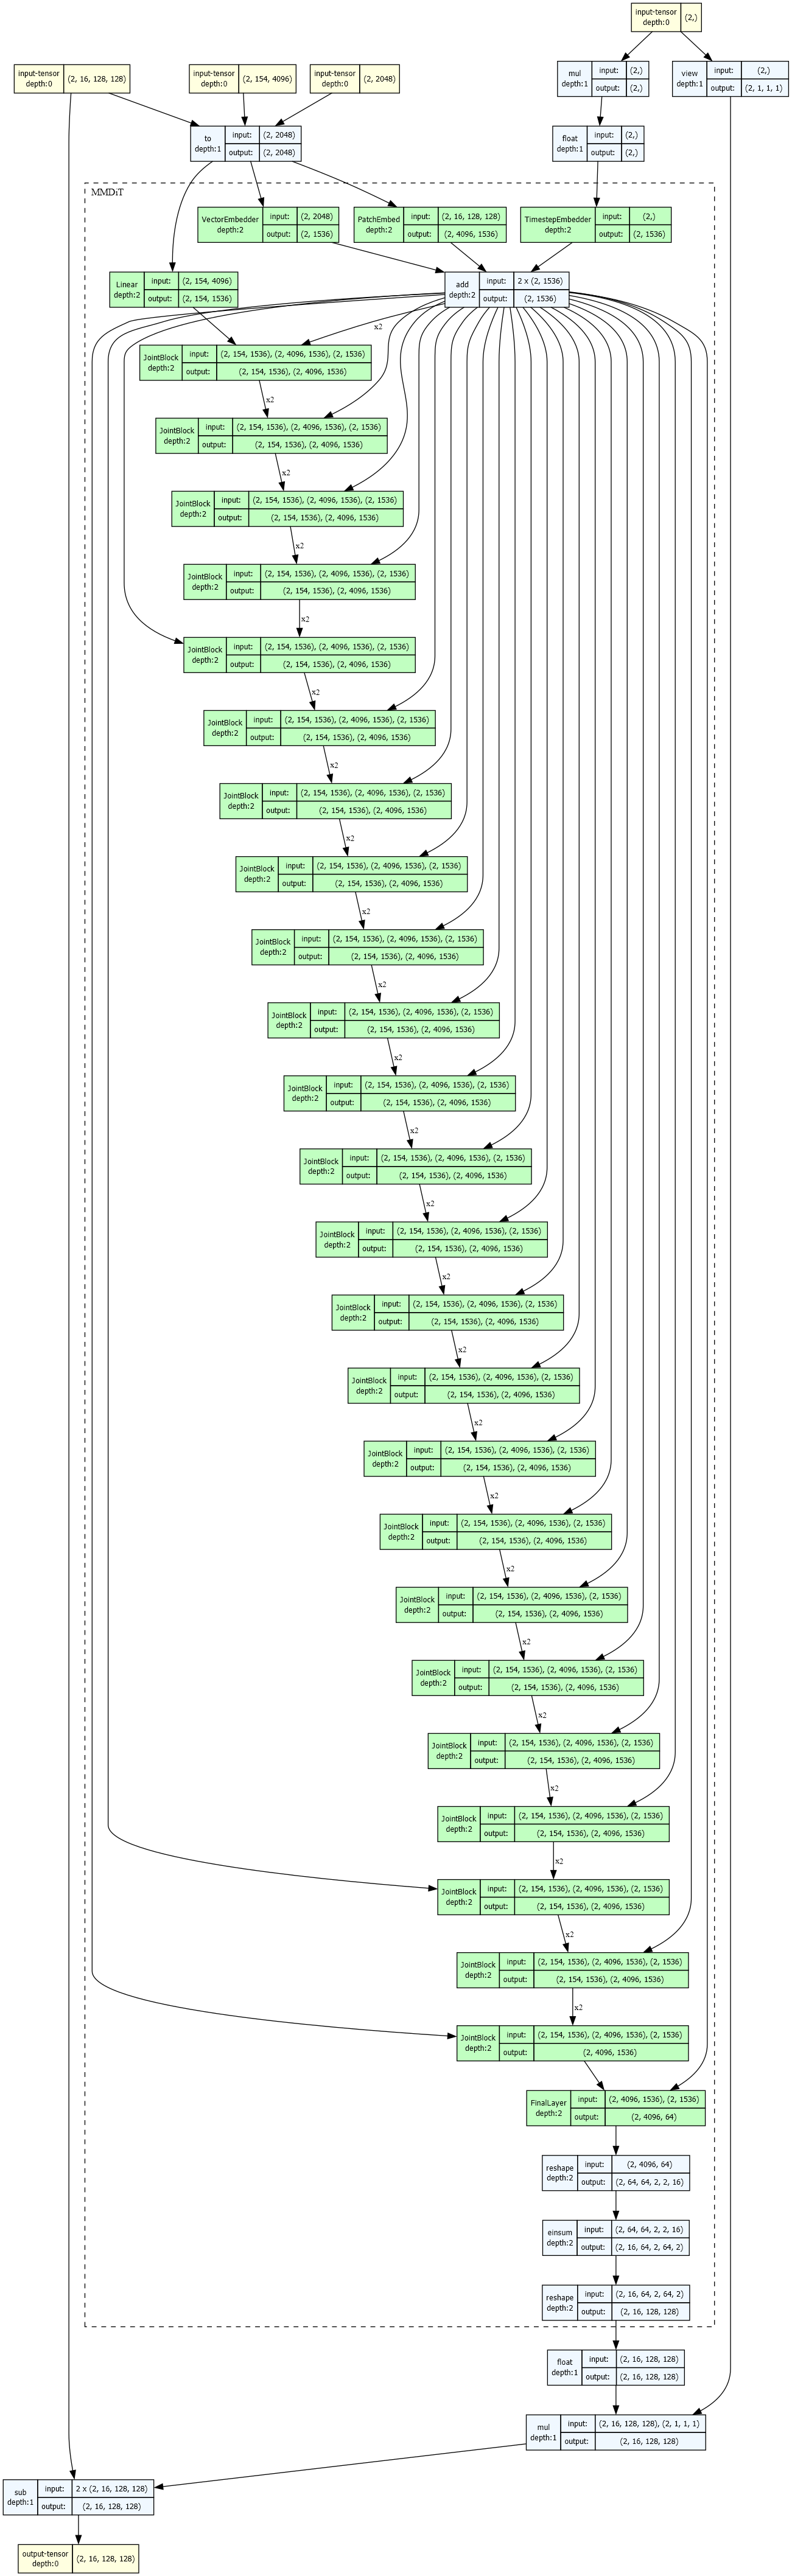 input-tensor
depth:0 (2,)
mul input: (2,)
depth:1 output: (2,)
view input: (2,)
depth:1 output: (2, 1, 1, 1)
input-tensor
depth:0 (2, 16, 128, 128)
input-tensor
depth:0 (2, 154, 4096)
input-tensor
depth:0 (2, 2048)
to input: (2, 2048)
depth:1 output: (2, 2048)
float input: (2,)
depth:1 output: (2,)
MMDiT
VectorEmbedder input: (2, 2048)
depth:2 output: (2, 1536)
PatchEmbed input: (2, 16, 128, 128)
depth:2 output: (2, 4096, 1536)
TimestepEmbedder input: (2,)
depth:2 output: (2, 1536)
Linear input: (2, 154, 4096)
depth:2 output: (2, 154, 1536)
add input: 2 x (2, 1536)
depth:2 output: (2, 1536)
x2
JointBlock input: (2, 154, 1536), (2, 4096, 1536), (2, 1536)
depth:2 output: (2, 154, 1536), (2, 4096, 1536)
x2
JointBlock input: (2, 154, 1536), (2, 4096, 1536), (2, 1536)
depth:2 output: (2, 154, 1536), (2, 4096, 1536)
x2
JointBlock input: (2, 154, 1536), (2, 4096, 1536), (2, 1536)
depth:2 output: (2, 154, 1536), (2, 4096, 1536)
x2
JointBlock input: (2, 154, 1536), (2, 4096, 1536), (2, 1536)
depth:2 output: (2, 154, 1536), (2, 4096, 1536)
x2
JointBlock input: (2, 154, 1536), (2, 4096, 1536), (2, 1536)
depth:2 output: (2, 154, 1536), (2, 4096, 1536)
x2
JointBlock input: (2, 154, 1536), (2, 4096, 1536), (2, 1536)
depth:2 output: (2, 154, 1536), (2, 4096, 1536)
x2
JointBlock input: (2, 154, 1536), (2, 4096, 1536), (2, 1536)
depth:2 output: (2, 154, 1536), (2, 4096, 1536)
x2
JointBlock input: (2, 154, 1536), (2, 4096, 1536), (2, 1536)
depth:2 output: (2, 154, 1536), (2, 4096, 1536)
x2
JointBlock input: (2, 154, 1536), (2, 4096, 1536), (2, 1536)
depth:2 output: (2, 154, 1536), (2, 4096, 1536)
x2
JointBlock input: (2, 154, 1536), (2, 4096, 1536), (2, 1536)
depth:2 output: (2, 154, 1536), (2, 4096, 1536)
x2
JointBlock input: (2, 154, 1536), (2, 4096, 1536), (2, 1536)
depth:2 output: (2, 154, 1536), (2, 4096, 1536)
x2
JointBlock input: (2, 154, 1536), (2, 4096, 1536), (2, 1536)
depth:2 output: (2, 154, 1536), (2, 4096, 1536)
x2
JointBlock input: (2, 154, 1536), (2, 4096, 1536), (2, 1536)
depth:2 output: (2, 154, 1536), (2, 4096, 1536)
x2
JointBlock input: (2, 154, 1536), (2, 4096, 1536), (2, 1536)
depth:2 output: (2, 154, 1536), (2, 4096, 1536)
x2
JointBlock input: (2, 154, 1536), (2, 4096, 1536), (2, 1536)
depth:2 output: (2, 154, 1536), (2, 4096, 1536)
x2
JointBlock input: (2, 154, 1536), (2, 4096, 1536), (2, 1536)
depth:2 output: (2, 154, 1536), (2, 4096, 1536)
x2
JointBlock input: (2, 154, 1536), (2, 4096, 1536), (2, 1536)
depth:2 output: (2, 154, 1536), (2, 4096, 1536)
x2
JointBlock input: (2, 154, 1536), (2, 4096, 1536), (2, 1536)
depth:2 output: (2, 154, 1536), (2, 4096, 1536)
x2
JointBlock input: (2, 154, 1536), (2, 4096, 1536), (2, 1536)
depth:2 output: (2, 154, 1536), (2, 4096, 1536)
x2
JointBlock input: (2, 154, 1536), (2, 4096, 1536), (2, 1536)
depth:2 output: (2, 154, 1536), (2, 4096, 1536)
x2
JointBlock input: (2, 154, 1536), (2, 4096, 1536), (2, 1536)
depth:2 output: (2, 154, 1536), (2, 4096, 1536)
x2
JointBlock input: (2, 154, 1536), (2, 4096, 1536), (2, 1536)
depth:2 output: (2, 154, 1536), (2, 4096, 1536)
x2
JointBlock input: (2, 154, 1536), (2, 4096, 1536), (2, 1536)
depth:2 output: (2, 154, 1536), (2, 4096, 1536)
x2
JointBlock input: (2, 154, 1536), (2, 4096, 1536), (2, 1536)
depth:2 output: (2, 4096, 1536)
FinalLayer input: (2, 4096, 1536), (2, 1536)
depth:2 output: (2, 4096, 64)
reshape input: (2, 4096, 64)
depth:2 output: (2, 64, 64, 2, 2, 16)
einsum input: (2, 64, 64, 2, 2, 16)
depth:2 output: (2, 16, 64, 2, 64, 2)
reshape input: (2, 16, 64, 2, 64, 2)
depth:2 output: (2, 16, 128, 128)
float input: (2, 16, 128, 128)
depth:1 output: (2, 16, 128, 128)
mul input: (2, 16, 128, 128), (2, 1, 1, 1)
depth:1 output: (2, 16, 128, 128)
sub input: 2 x (2, 16, 128, 128)
depth:1 output: (2, 16, 128, 128)
output-tensor
depth:0 (2, 16, 128, 128)